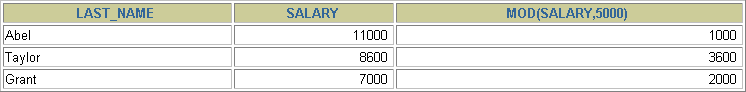 LAST_NAME SALARY MOD(SALARY,5000)
Abel 11000 1000
Taylor 8600 3600
Grant 7000 2000